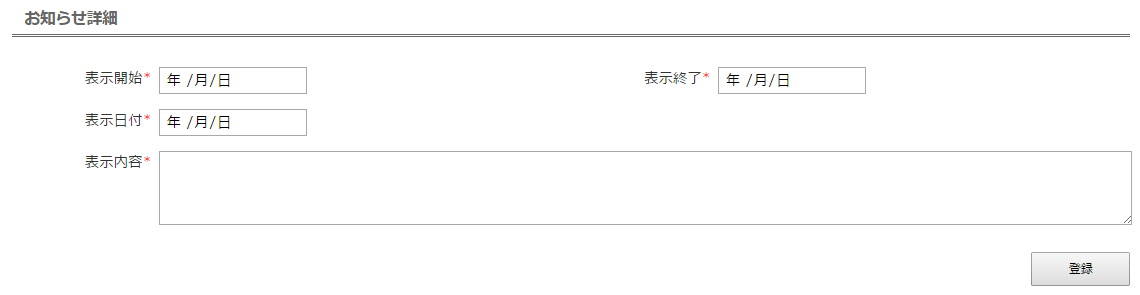 お知らせ詳細
表示開始* 年 /月/日 表示終了* 年 /月/日
表示日付* 年 /月/日
表示内容*
登録